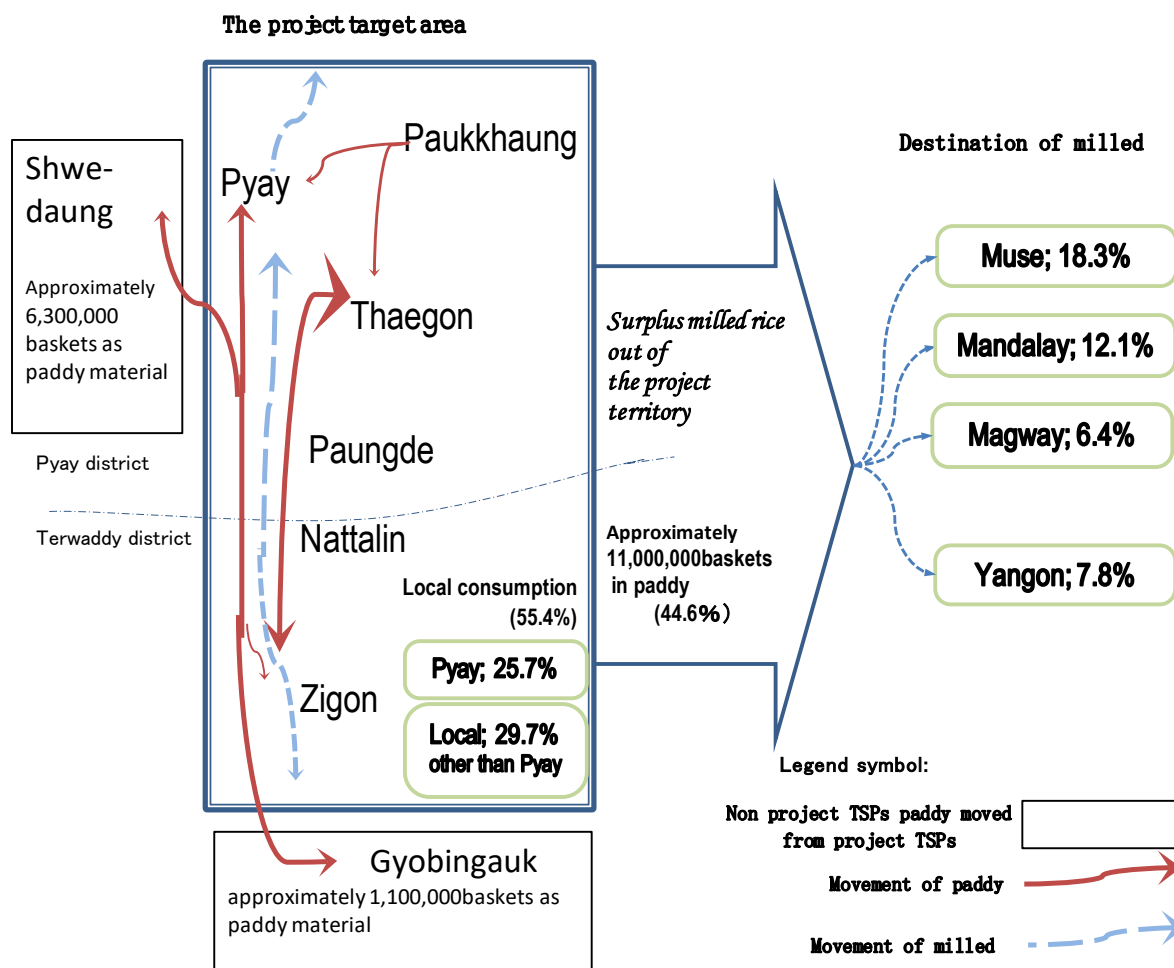 The project target area
Paukkhaung
Pyay
Shwe-
daung
Approximately
6,300,000
baskets as
paddy material
Thaegon
Paungde
Pyay district
Terwaddy district
Nattalin
Zigon
Local consumption
(55.4%)
Pyay; 25.7%
Local; 29.7%
other than Pyay
Surplus milled rice
out of
the project
territory
Approximately
11,000,000baskets
in paddy
(44.6%)
Destination of milled
Muse; 18.3%
Mandalay; 12.1%
Magway; 6.4%
Yangon; 7.8%
Gyobingauk
approximately 1,100,000baskets as
paddy material
Legend symbol:
Non project TSPs paddy moved
from project TSPs
Movement of paddy
Movement of milled